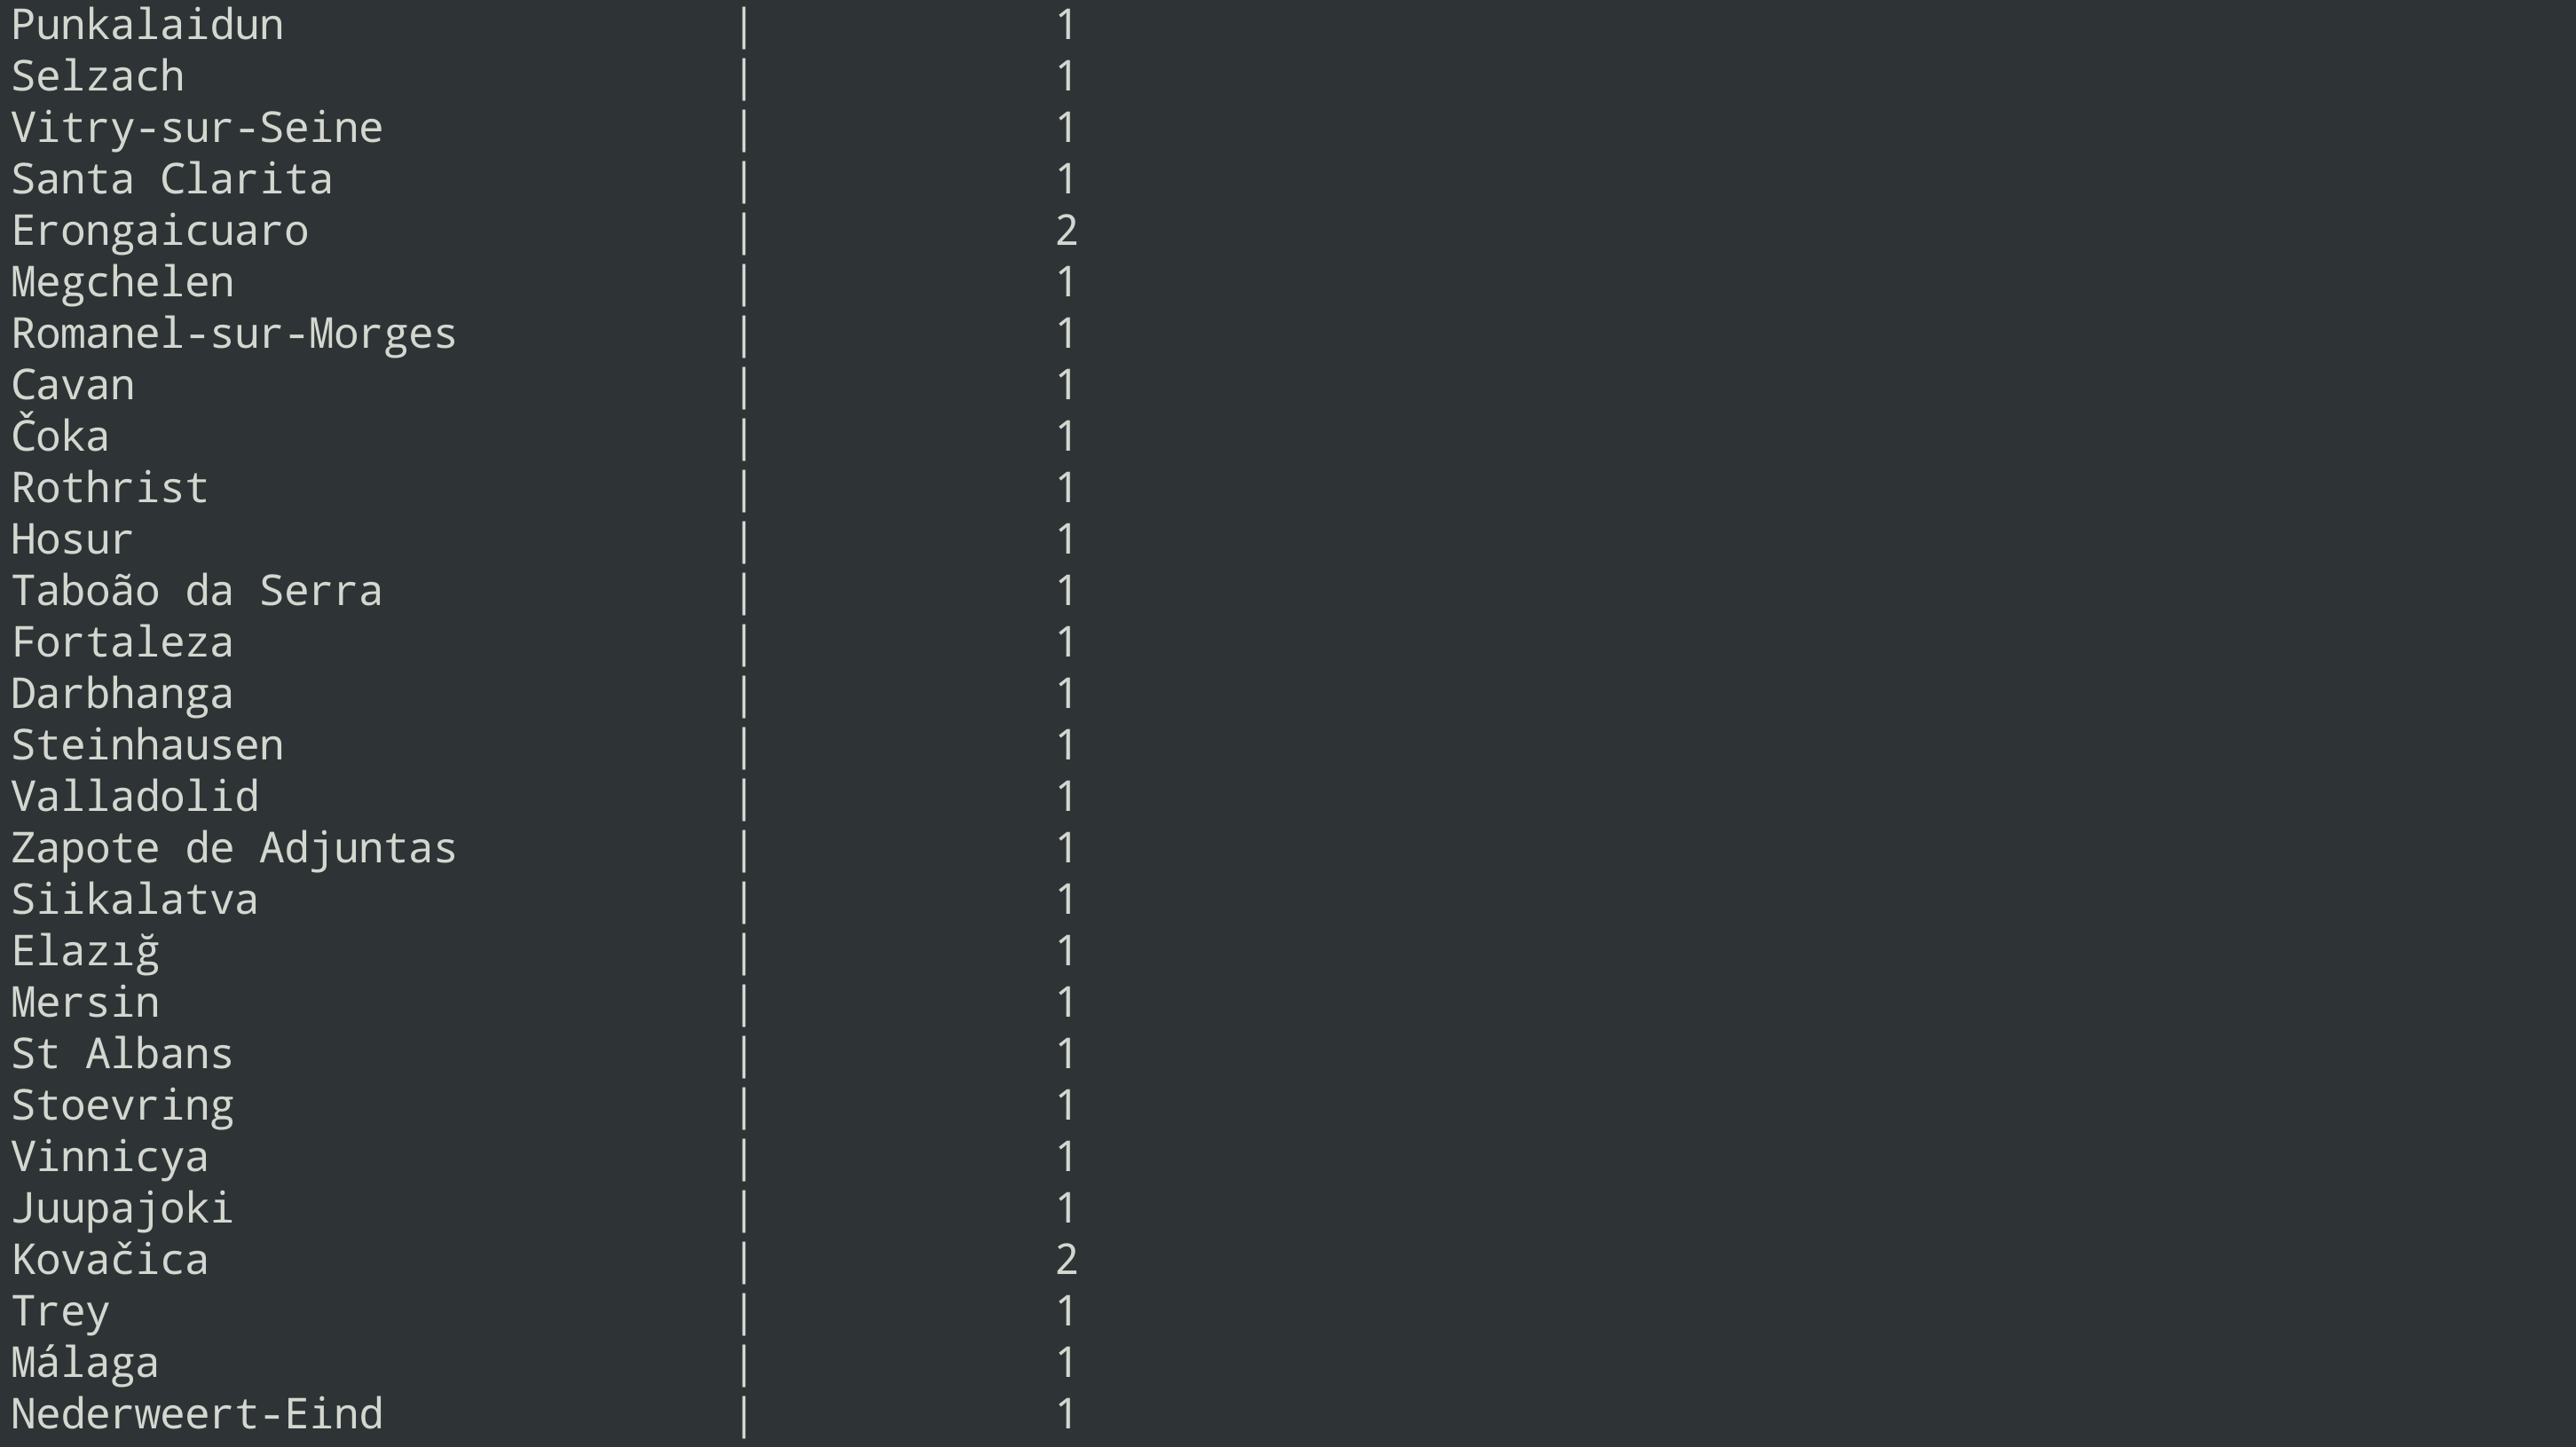 Punkalaidun | 1
Selzach | 1
Vitry-sur-Seine | 1
Santa Clarita | 1
Erongaicuaro | 2
Megchelen | 1
Romanel-sur-Morges | 1
Cavan | 1
Čoka | 1
Rothrist | 1
Hosur | 1
Taboão da Serra | 1
Fortaleza | 1
Darbhanga | 1
Steinhausen | 1
Valladolid | 1
Zapote de Adjuntas | 1
Siikalatva | 1
Elazığ | 1
Mersin | 1
St Albans | 1
Stoevring | 1
Vinnicya | 1
Juupajoki | 1
Kovačica | 2
Trey | 1
Málaga | 1
Nederweert-Eind | 1